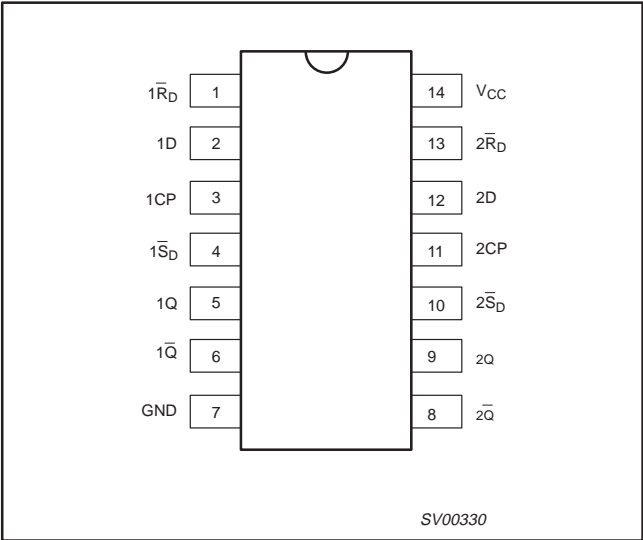 1R̅D 1 14 VCC
1D 2 13 2R̅D
1CP 3 12 2D
1S̅D 4 11 2CP
1Q 5 10 2S̅D
1Q̅ 6 9 2Q
GND 7 8 2Q̅
SV00330